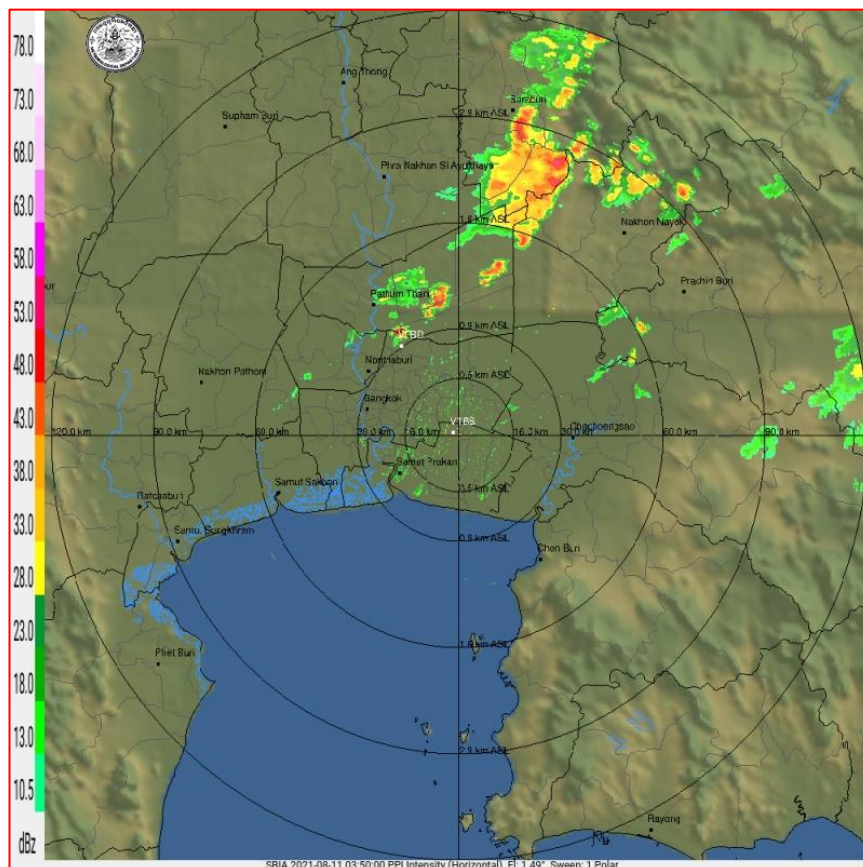 78.0
73.0
68.0
63.0
58.0
53.0
48.0
43.0
38.0
33.0
28.0
23.0
18.0
13.0
10.5
dBz
Ang Thong
Supham Buri
Saraburi
2.9 km ASL
Phra Nakhon Si Ayutthaya
1.8 km ASL
Nakhon Nayok
Prachin Buri
Pathum Thani
0.9 km ASL
VTBD
Nonthaburi
Nakhon Pathom
0.5 km ASL
Bangkok
VTBS
Chachoengsao
120.0 km
90.0 km
60.0 km
30.0 km
16.0 km
16.0 km
30.0 km
60.0 km
90.0 km
Samut Prakan
0.5 km ASL
Samut Sakhon
Ratchaburi
0.9 km ASL
Samut Songkhram
Chon Buri
1.8 km ASL
Phet Buri
2.9 km ASL
Rayong
SBIA 2021-08-11 03:50:00 PPI Intensity (Horizontal), El: 1.49°, Sweep: 1 Polar